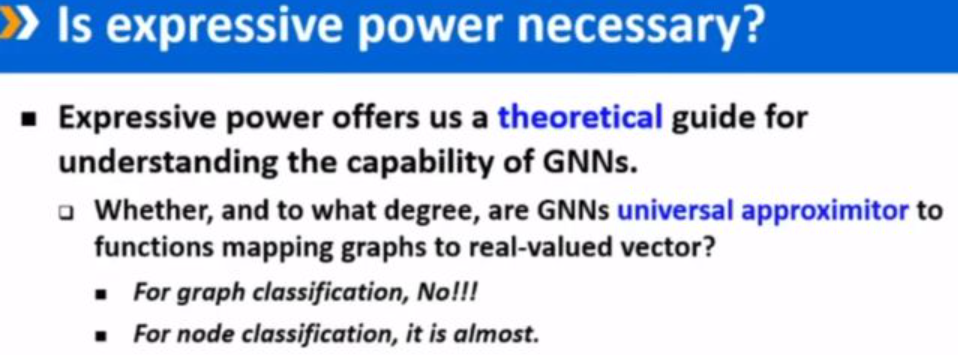 Is expressive power necessary?
■ Expressive power offers us a theoretical guide for
understanding the capability of GNNs.
❑ Whether, and to what degree, are GNNs universal approximitor to
functions mapping graphs to real-valued vector?
■ For graph classification, No!!!
■ For node classification, it is almost.